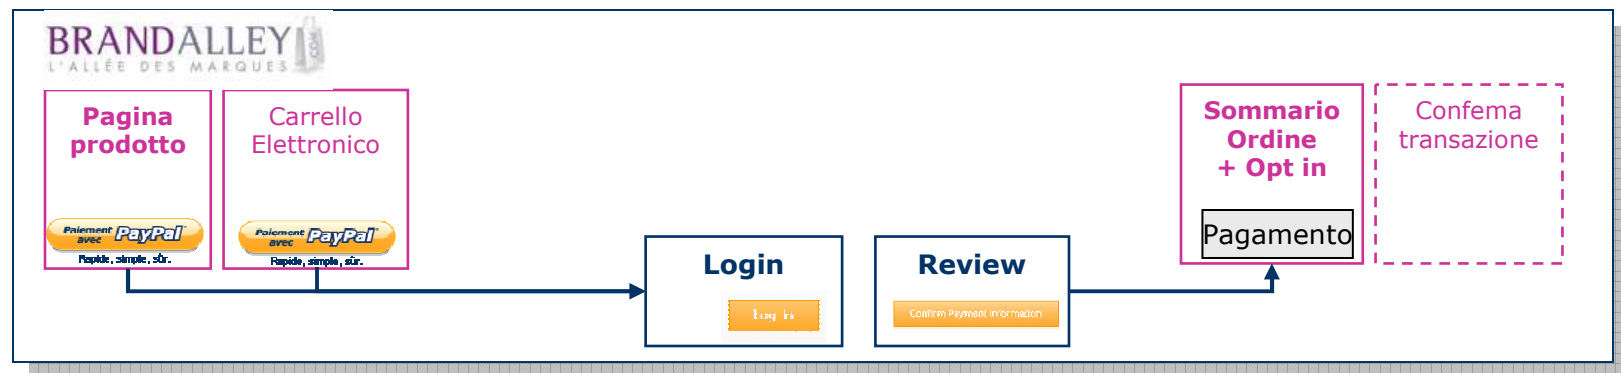 BRANDALLEY
.COM
L'ALLÉE DES MARQUES
Pagina
prodotto
Paiement
avec
PayPal
Rapide, simple, sûr.
Carrello
Elettronico
Paiement
avec
PayPal
Rapide, simple, sûr.
Login
Log In
Review
Confirm Payment Information
Sommario
Ordine
+ Opt in
Pagamento
Confema
transazione